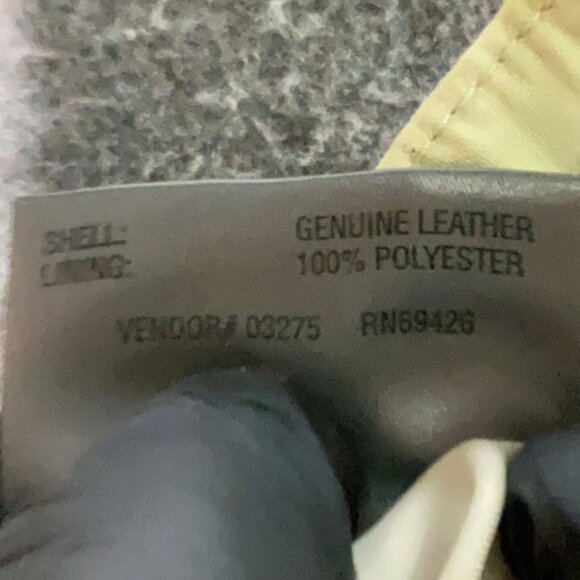 SHELL: GENUINE LEATHER
LINING: 100% POLYESTER
VENDOR# 03275 RN69426